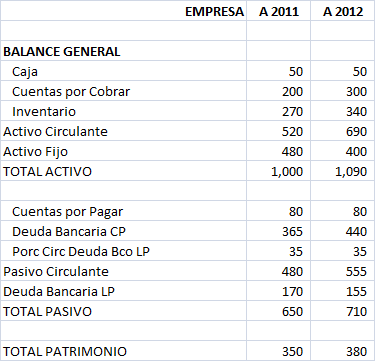 EMPRESA A 2011 A 2012
BALANCE GENERAL
Caja 50 50
Cuentas por Cobrar 200 300
Inventario 270 340
Activo Circulante 520 690
Activo Fijo 480 400
TOTAL ACTIVO 1,000 1,090
Cuentas por Pagar 80 80
Deuda Bancaria CP 365 440
Porc Circ Deuda Bco LP 35 35
Pasivo Circulante 480 555
Deuda Bancaria LP 170 155
TOTAL PASIVO 650 710
TOTAL PATRIMONIO 350 380